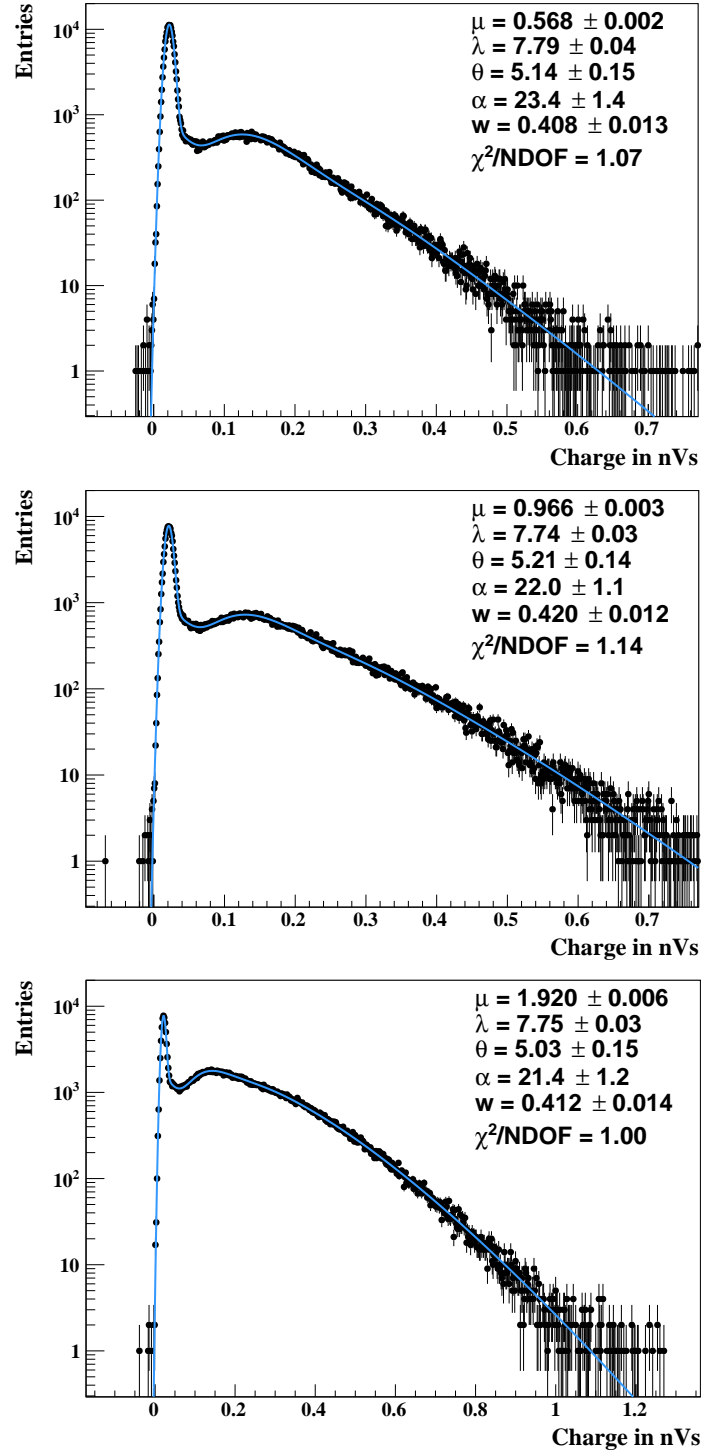 Entries
10⁴
10³
10²
10
1
μ = 0.568 ± 0.002
λ = 7.79 ± 0.04
θ = 5.14 ± 0.15
α = 23.4 ± 1.4
w = 0.408 ± 0.013
χ²/NDOF = 1.07
0 0.1 0.2 0.3 0.4 0.5 0.6 0.7
Charge in nVs
Entries
10⁴
10³
10²
10
1
μ = 0.966 ± 0.003
λ = 7.74 ± 0.03
θ = 5.21 ± 0.14
α = 22.0 ± 1.1
w = 0.420 ± 0.012
χ²/NDOF = 1.14
0 0.1 0.2 0.3 0.4 0.5 0.6 0.7
Charge in nVs
Entries
10⁴
10³
10²
10
1
μ = 1.920 ± 0.006
λ = 7.75 ± 0.03
θ = 5.03 ± 0.15
α = 21.4 ± 1.2
w = 0.412 ± 0.014
χ²/NDOF = 1.00
0 0.2 0.4 0.6 0.8 1 1.2
Charge in nVs